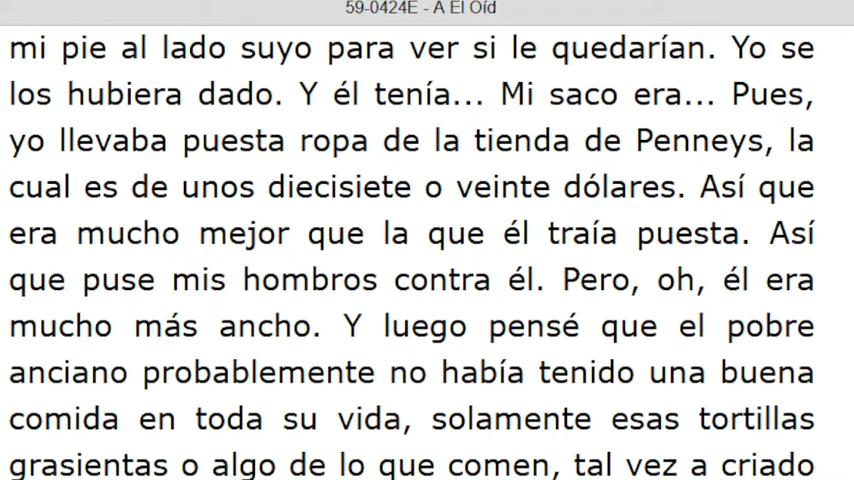 59-0424E - A El Oíd
mi pie al lado suyo para ver si le quedarían. Yo se
los hubiera dado. Y él tenía... Mi saco era... Pues,
yo llevaba puesta ropa de la tienda de Penneys, la
cual es de unos diecisiete o veinte dólares. Así que
era mucho mejor que la que él traía puesta. Así
que puse mis hombros contra él. Pero, oh, él era
mucho más ancho. Y luego pensé que el pobre
anciano probablemente no había tenido una buena
comida en toda su vida, solamente esas tortillas
grasientas o algo de lo que comen, tal vez a criado